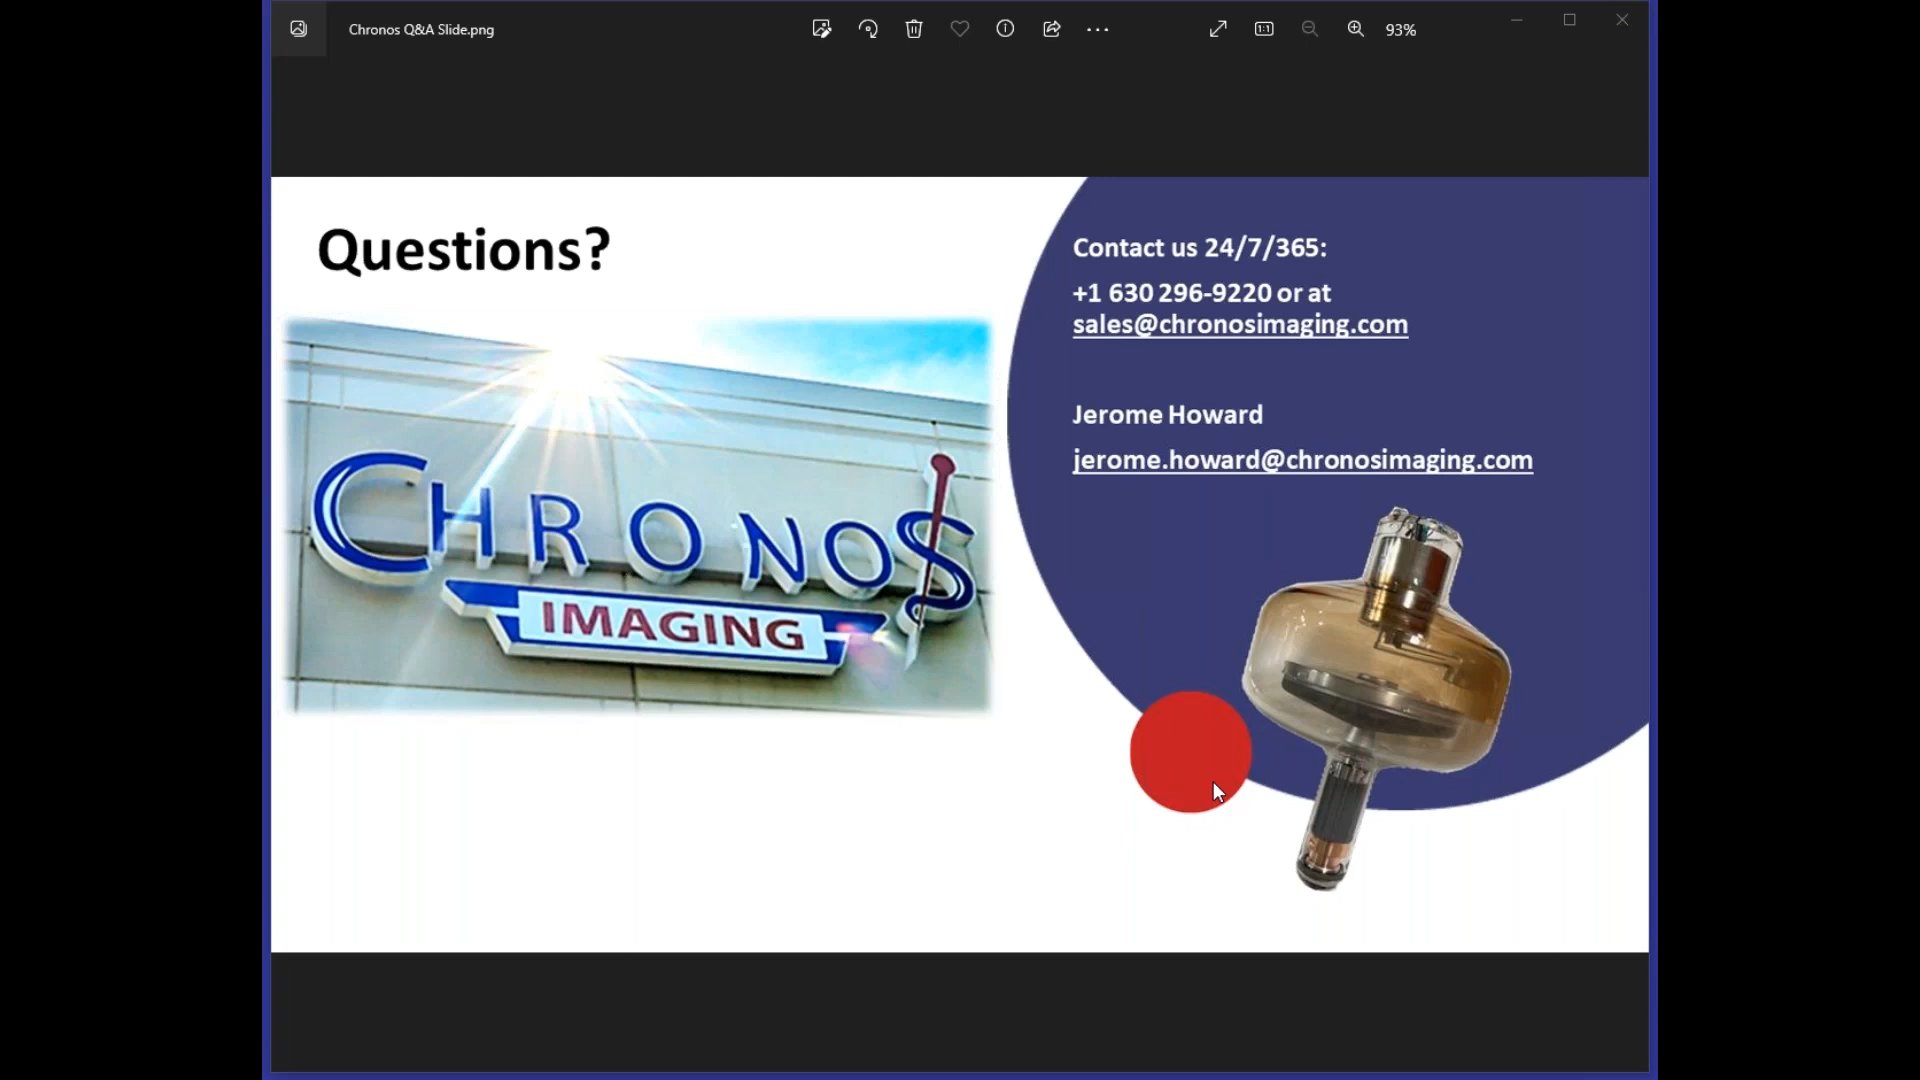 Chronos Q&A Slide.png
93%
Questions?
Contact us 24/7/365:
+1 630 296-9220 or at
sales@chronosimaging.com
Jerome Howard
jerome.howard@chronosimaging.com
CHRONOS
IMAGING